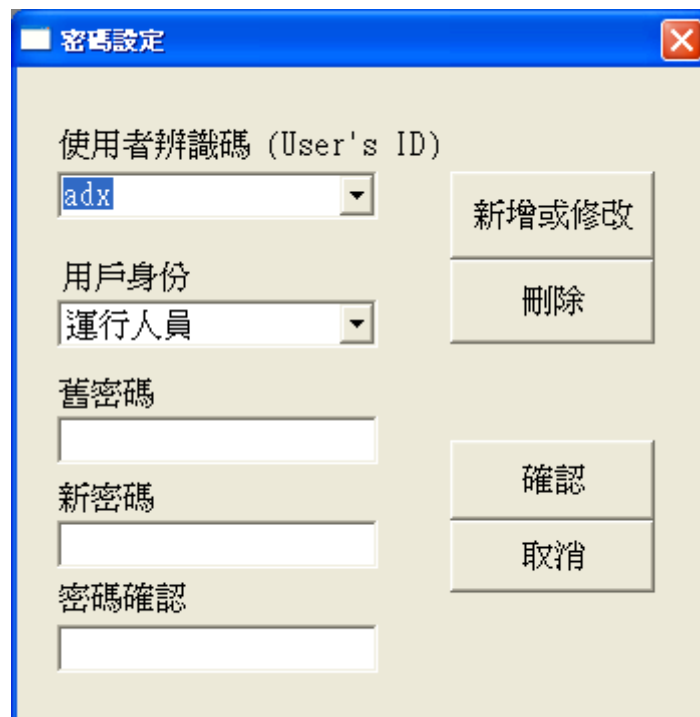 密碼設定
使用者辨識碼 (User's ID)
adx
新增或修改
用戶身份
運行人員
刪除
舊密碼
新密碼
確認
取消
密碼確認